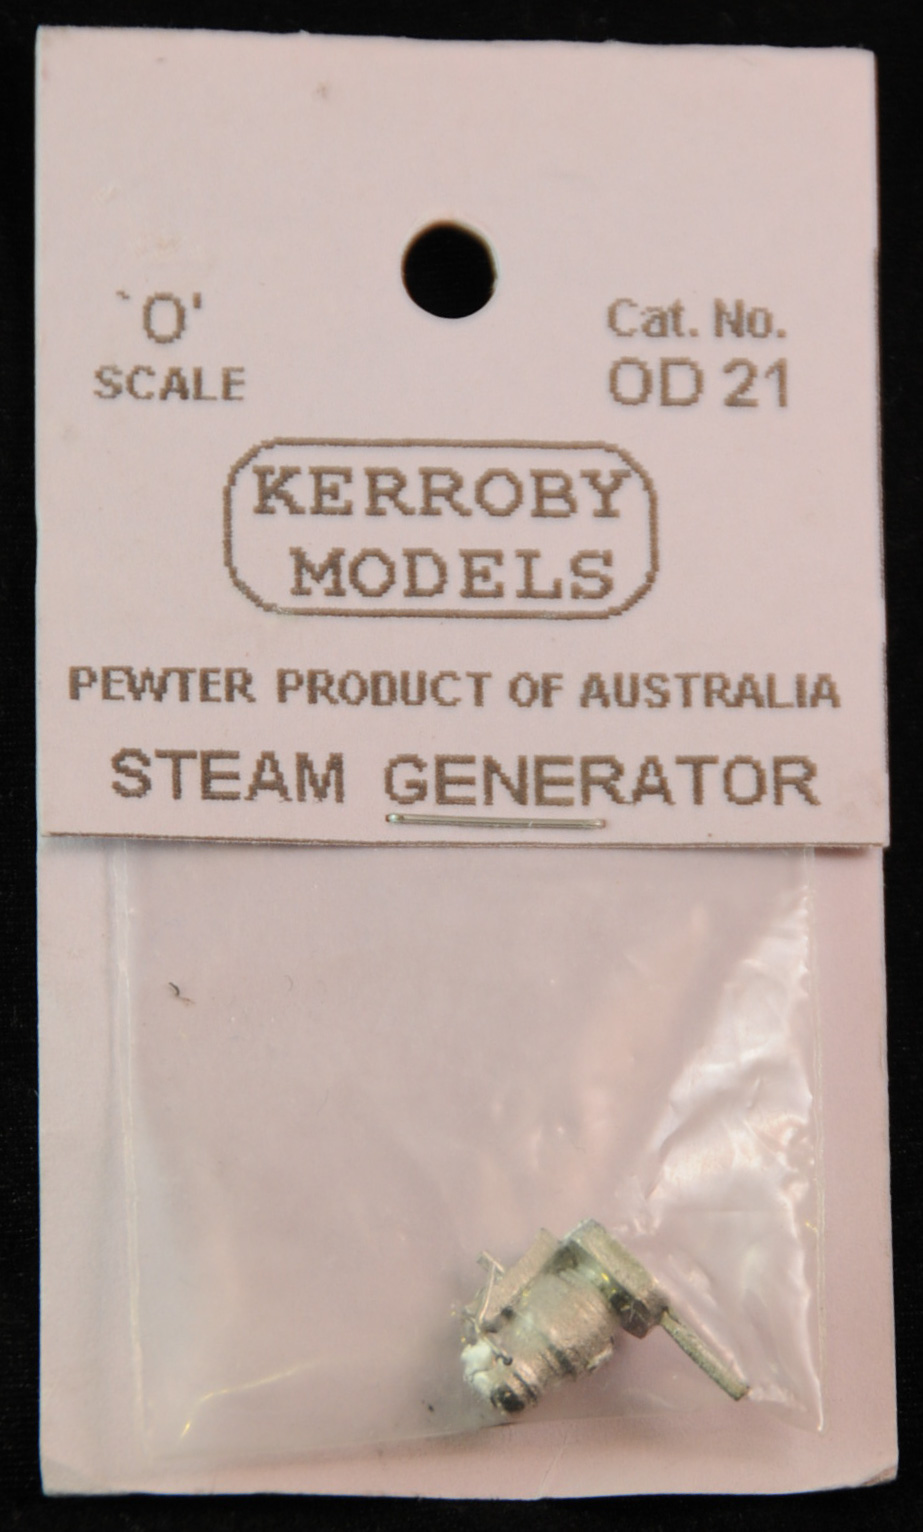 `O'
SCALE
Cat. No.
OD 21
KERROBY
MODELS
PEWTER PRODUCT OF AUSTRALIA
STEAM GENERATOR